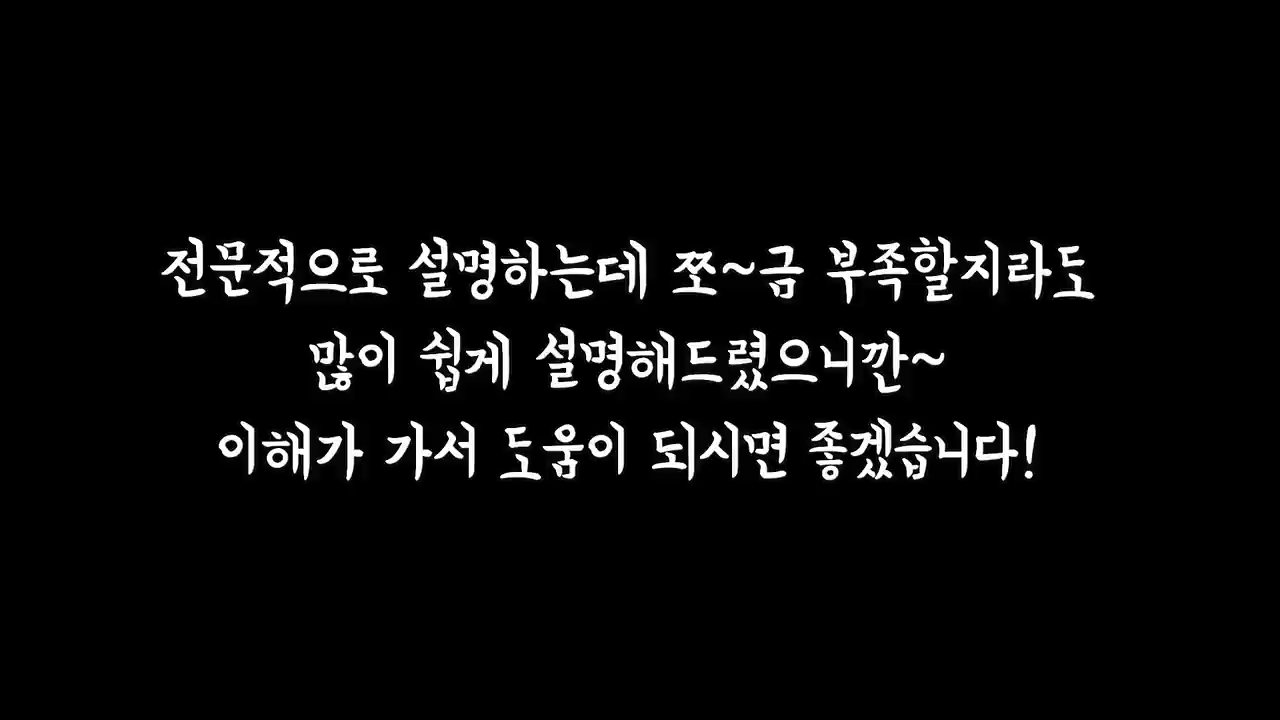 전문적으로 설명하는데 쪼~금 부족할지라도
많이 쉽게 설명해드렸으니깐~
이해가 가서 도움이 되시면 좋겠습니다!